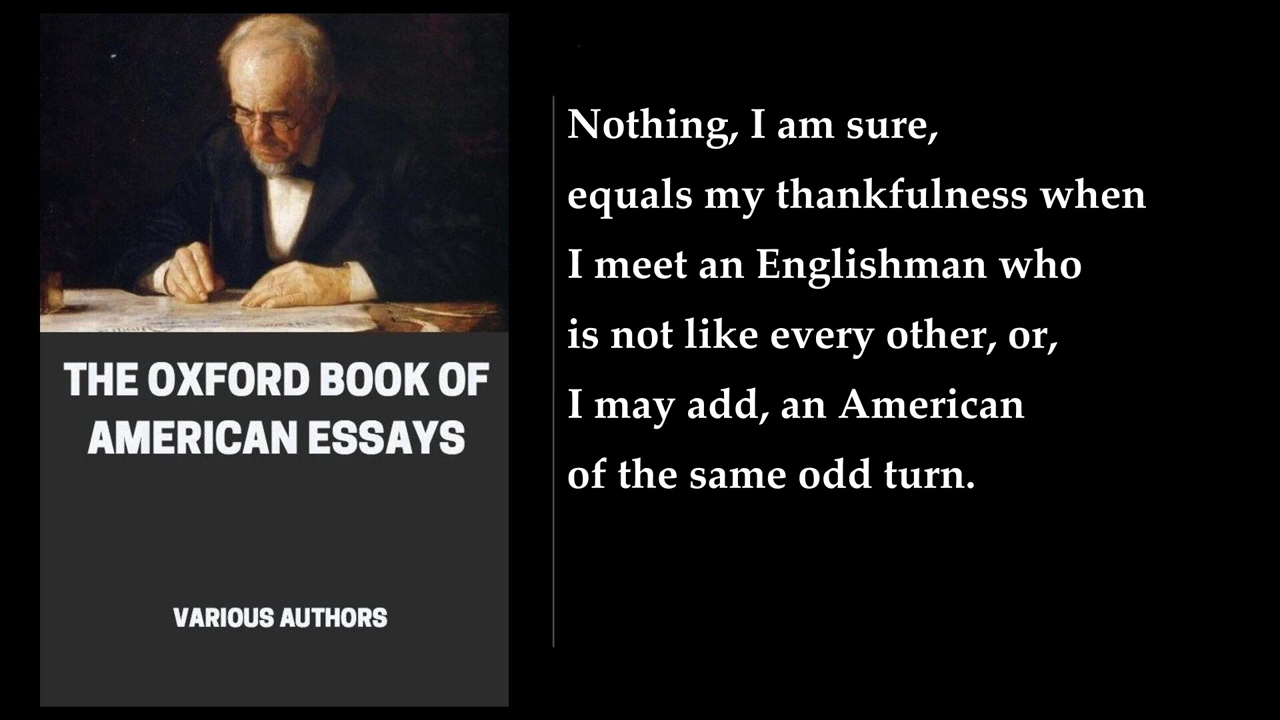 THE OXFORD BOOK OF
AMERICAN ESSAYS
VARIOUS AUTHORS
Nothing, I am sure,
equals my thankfulness when
I meet an Englishman who
is not like every other, or,
I may add, an American
of the same odd turn.